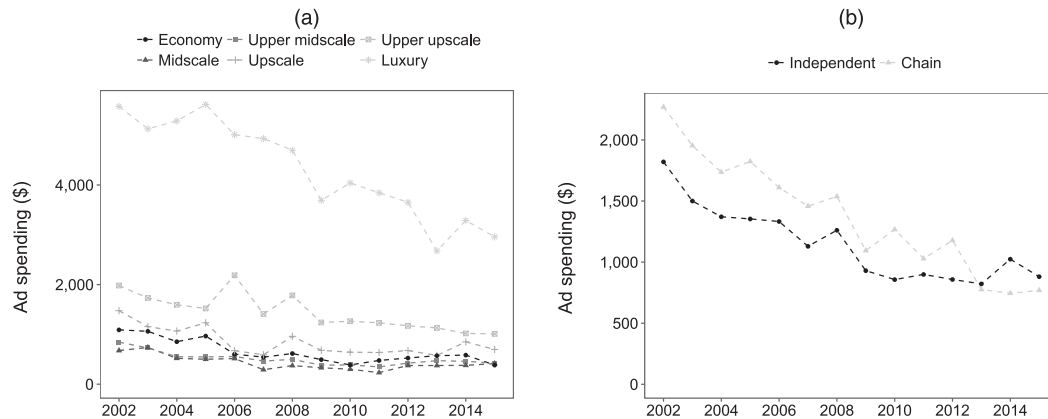 (a)
Economy Upper midscale Upper upscale
Midscale Upscale Luxury
Ad spending ($)
4,000
2,000
0
2002 2004 2006 2008 2010 2012 2014
(b)
Independent Chain
Ad spending ($)
2,000
1,500
1,000
500
0
2002 2004 2006 2008 2010 2012 2014